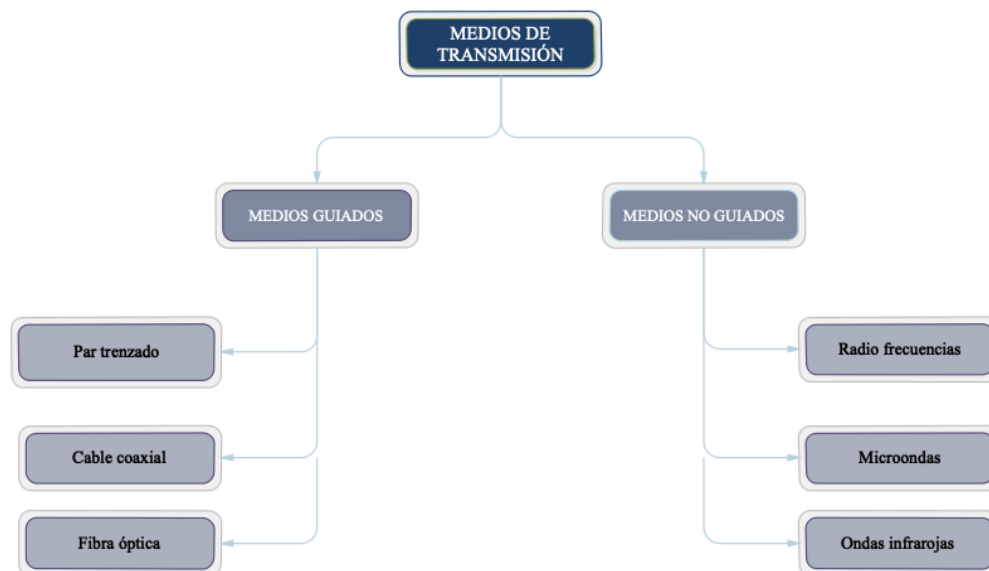 MEDIOS DE
TRANSMISIÓN
MEDIOS GUIADOS
MEDIOS NO GUIADOS
Par trenzado
Radio frecuencias
Cable coaxial
Microondas
Fibra óptica
Ondas infrarojas